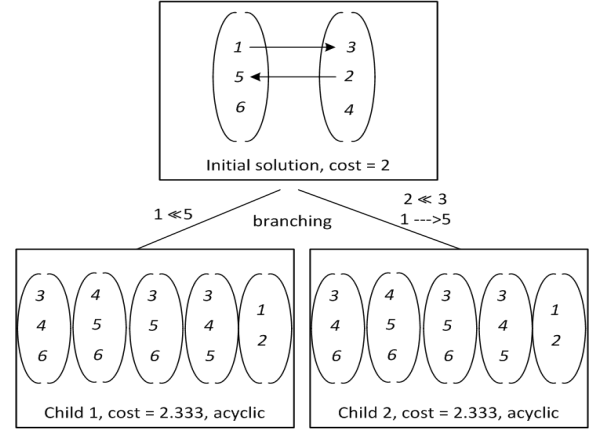 1 3
5 2
6 4
Initial solution, cost = 2
1 ≪5
branching
2 ≪ 3
1 --->5
3 4 3 3 1
4 5 5 4 2
6 6 6 5
Child 1, cost = 2.333, acyclic
3 4 3 3 1
4 5 5 4 2
6 6 6 5
Child 2, cost = 2.333, acyclic